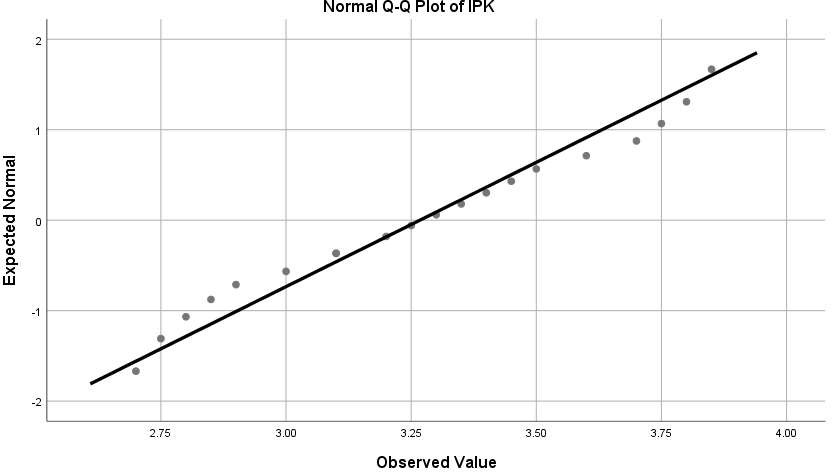 Normal Q-Q Plot of IPK
2
1
0
-1
-2
Expected Normal
2.75 3.00 3.25 3.50 3.75 4.00
Observed Value